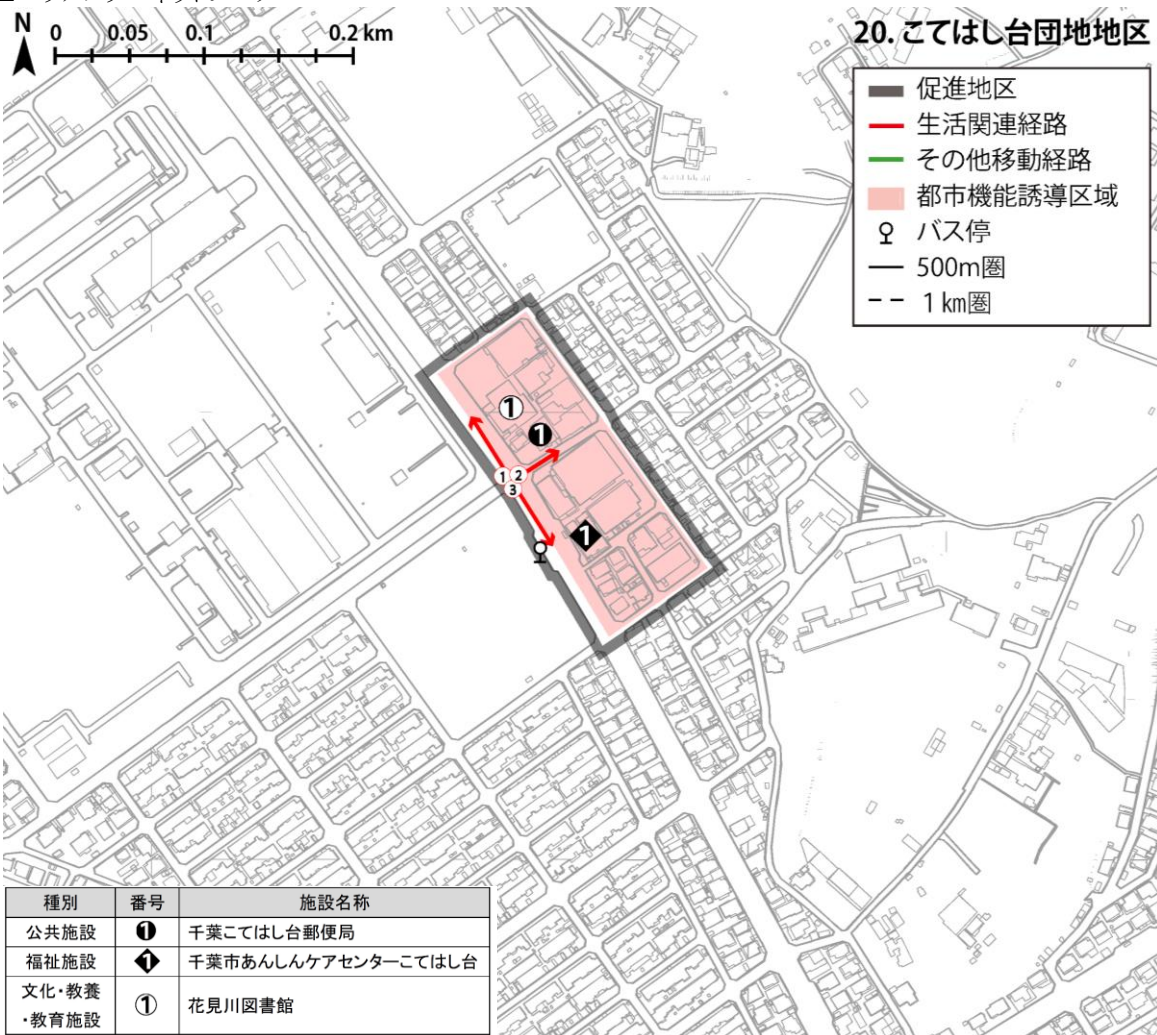 N
0 0.05 0.1 0.2 km
20. こてはし台団地地区
促進地区
生活関連経路
その他移動経路
都市機能誘導区域
バス停
500m圏
1km圏
①
❶
1 2
3
1
種別 番号 施設名称
公共施設 ❶ 千葉こてはし台郵便局
福祉施設 1 千葉市あんしんケアセンターこてはし台
文化・教養
・教育施設 ① 花見川図書館